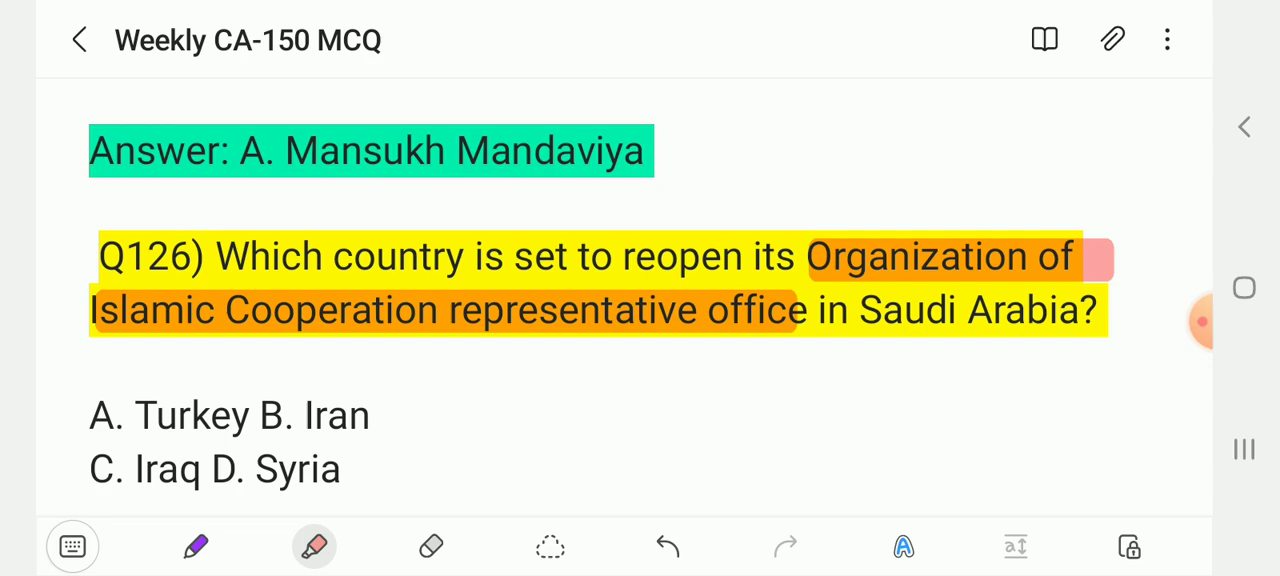 Weekly CA-150 MCQ
Answer: A. Mansukh Mandaviya
Q126) Which country is set to reopen its Organization of
Islamic Cooperation representative office in Saudi Arabia?
A. Turkey B. Iran
C. Iraq D. Syria